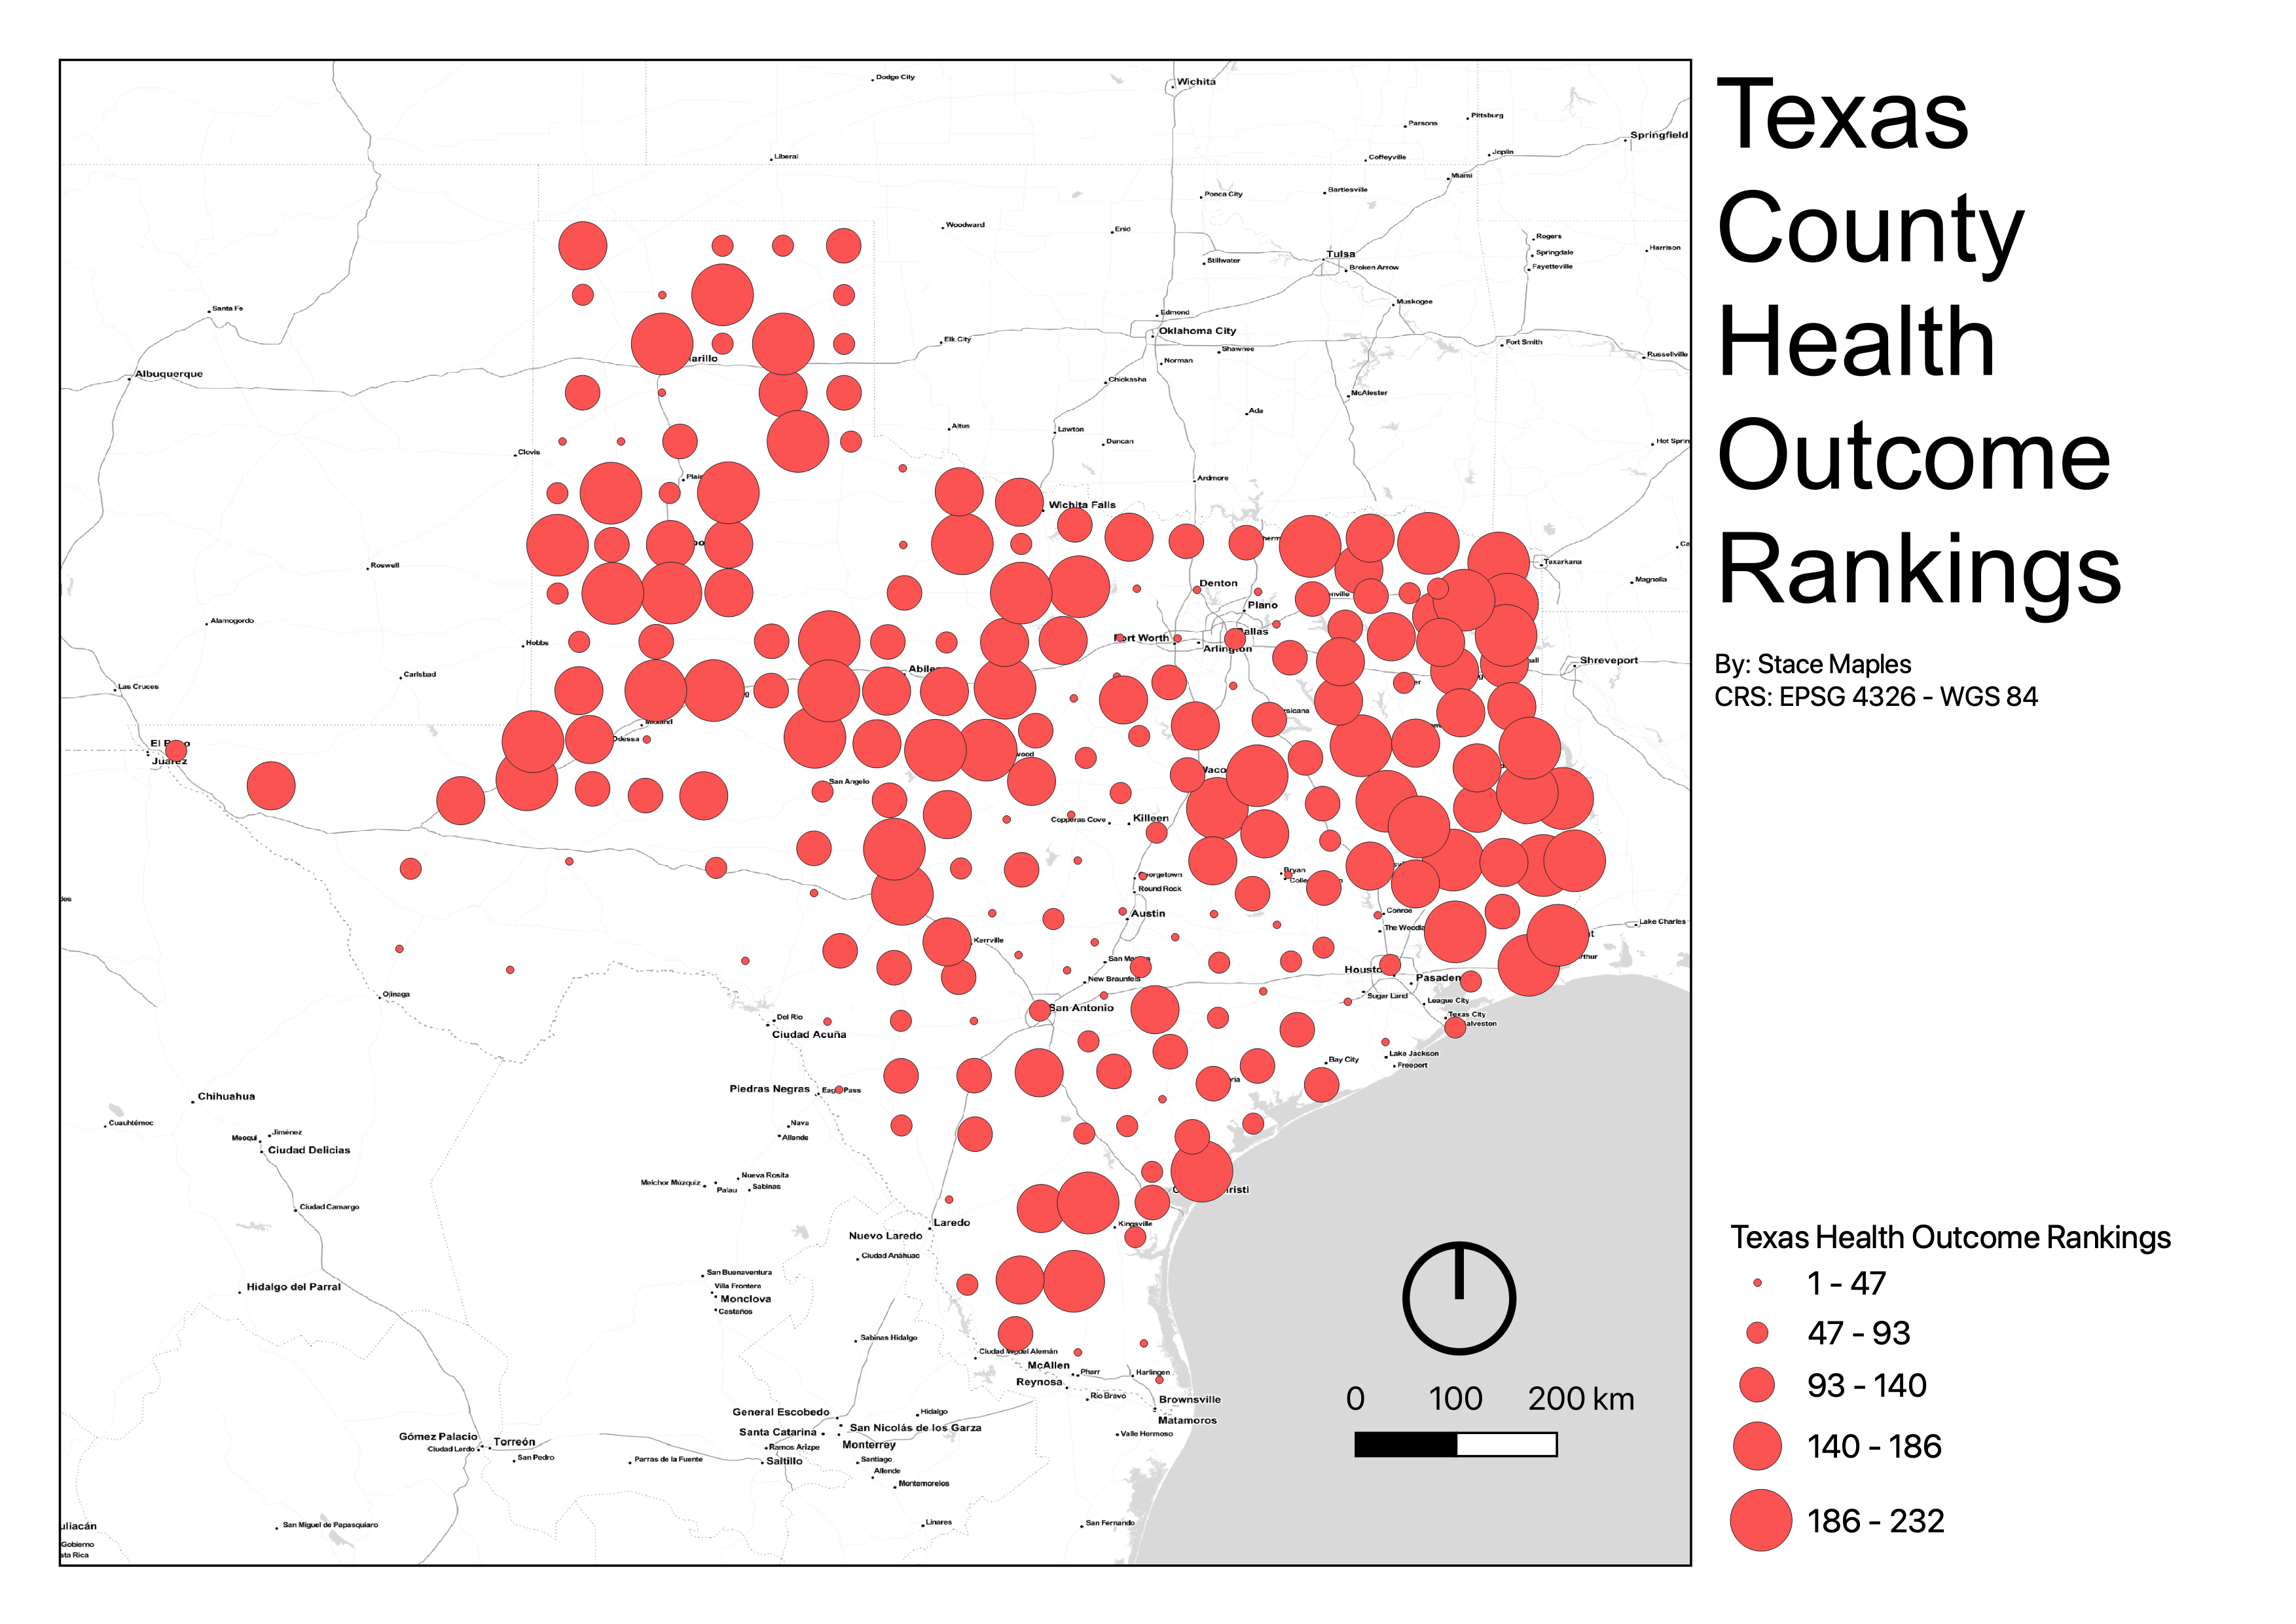 Texas
County
Health
Outcome
Rankings
By: Stace Maples
CRS: EPSG 4326 - WGS 84
Dodge City
Wichita
Parsons
Pittsburg
Springfield
Liberal
Coffeyville
Joplin
Miami
Ponca City
Bartlesville
Woodward
Enid
Rogers
Springdale
Harrison
Fayetteville
Stillwater
Tulsa
Broken Arrow
Muskogee
Santa Fe
Edmond
Oklahoma City
Elk City
Shawnee
Fort Smith
Russellville
Norman
arillo
Albuquerque
Chickasha
McAlester
Ada
Altus
Lawton
Duncan
Hot Sprin
Clovis
Plai
Ardmore
Wichita Falls
Roswell
Texarkana
Magnolia
Denton
Plano
Alamogordo
Hobbs
Fort Worth
Dallas
Arlington
Shreveport
Carlsbad
Abile
Las Cruces
Midland
Odessa
rsicana
El Paso
Juárez
wood
San Angelo
Waco
Copperas Cove
Killeen
Georgetown
Round Rock
Bryan
Austin
Conroe
The Woodla
Lake Charles
Kerrville
San Ma
New Braunfels
Housto
Pasaden
Sugar Land
League City
Texas City
alveston
San Antonio
Ojinaga
Del Rio
Ciudad Acuña
Bay City
Lake Jackson
Freeport
Piedras Negras
Eagle Pass
Chihuahua
Cuauhtémoc
Meoqui
Jiménez
Ciudad Delicias
Nava
Allende
Nueva Rosita
Melchor Múzquiz
Palau
Sabinas
Ciudad Camargo
Laredo
Nuevo Laredo
Kingsville
Ciudad Anáhuac
San Buenaventura
Villa Frontera
Monclova
Castaños
Hidalgo del Parral
Sabinas Hidalgo
Ciudad Miguel Alemán
McAllen
Pharr
Harlingen
Reynosa
Rio Bravo
Brownsville
Matamoros
General Escobedo
Hidalgo
San Nicolás de los Garza
Santa Catarina
Valle Hermoso
Gómez Palacio
Torreón
Ciudad Lerdo
San Pedro
Ramos Arizpe
Monterrey
Parras de la Fuente
Saltillo
Santiago
Allende
Montemorelos
uliacán
San Miguel de Papasquiaro
Linares
San Fernando
Gobierno
sta Rica
0 100 200 km
Texas Health Outcome Rankings
1 - 47
47 - 93
93 - 140
140 - 186
186 - 232